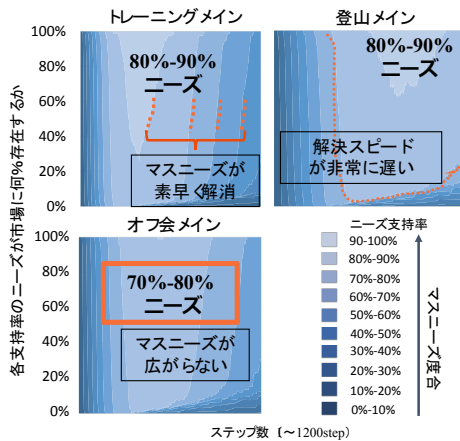 トレーニングメイン
登山メイン
各支持率のニーズが市場に何%存在するか
100%
80%
60%
40%
20%
0%
80%-90%
ニーズ
マスニーズが
素早く解消
100%
80%
60%
40%
20%
0%
80%-90%
ニーズ
解決スピード
が非常に遅い
オフ会メイン
100%
80%
60%
40%
20%
0%
70%-80%
ニーズ
マスニーズが
広がらない
ニーズ支持率
90-100%
80%-90%
70%-80%
60%-70%
50%-60%
40%-50%
30%-40%
20%-30%
10%-20%
0%-10%
マスニーズ度合
ステップ数（~1200step）